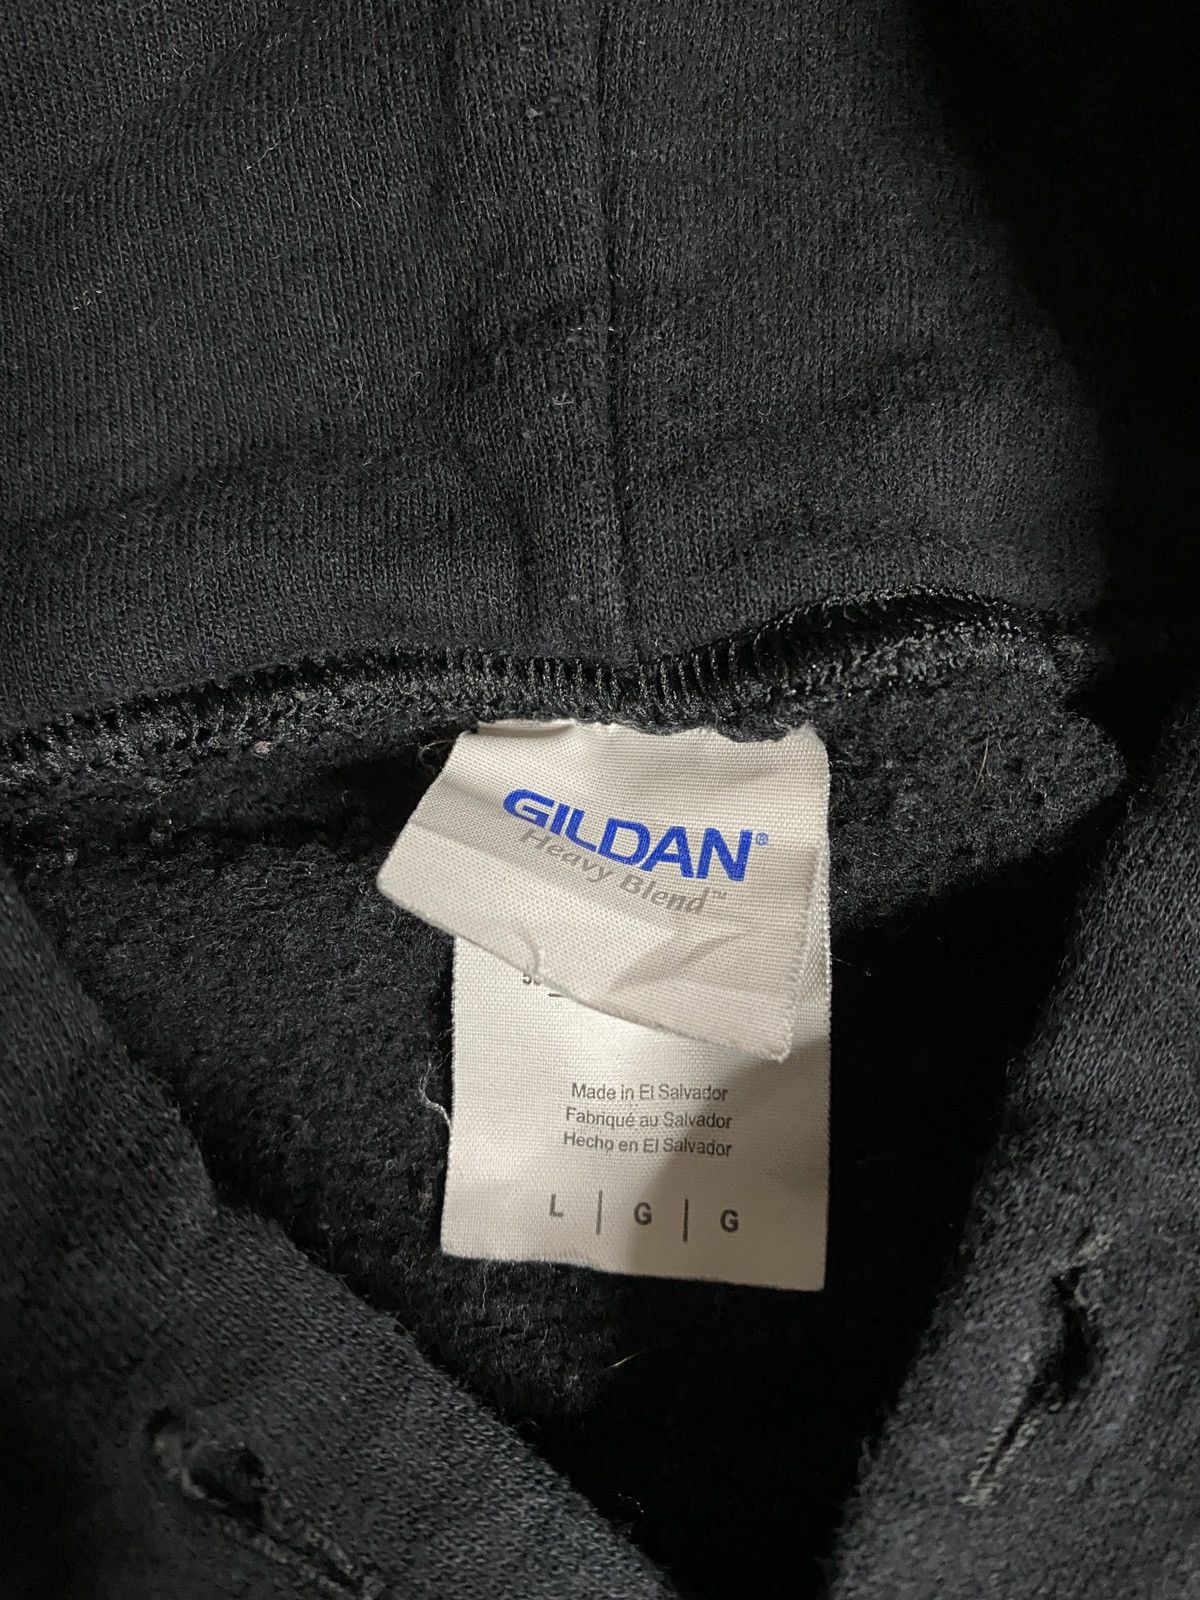 GILDAN®
Heavy Blend™
Made in El Salvador
Fabriqué au Salvador
Hecho en El Salvador
L | G | G